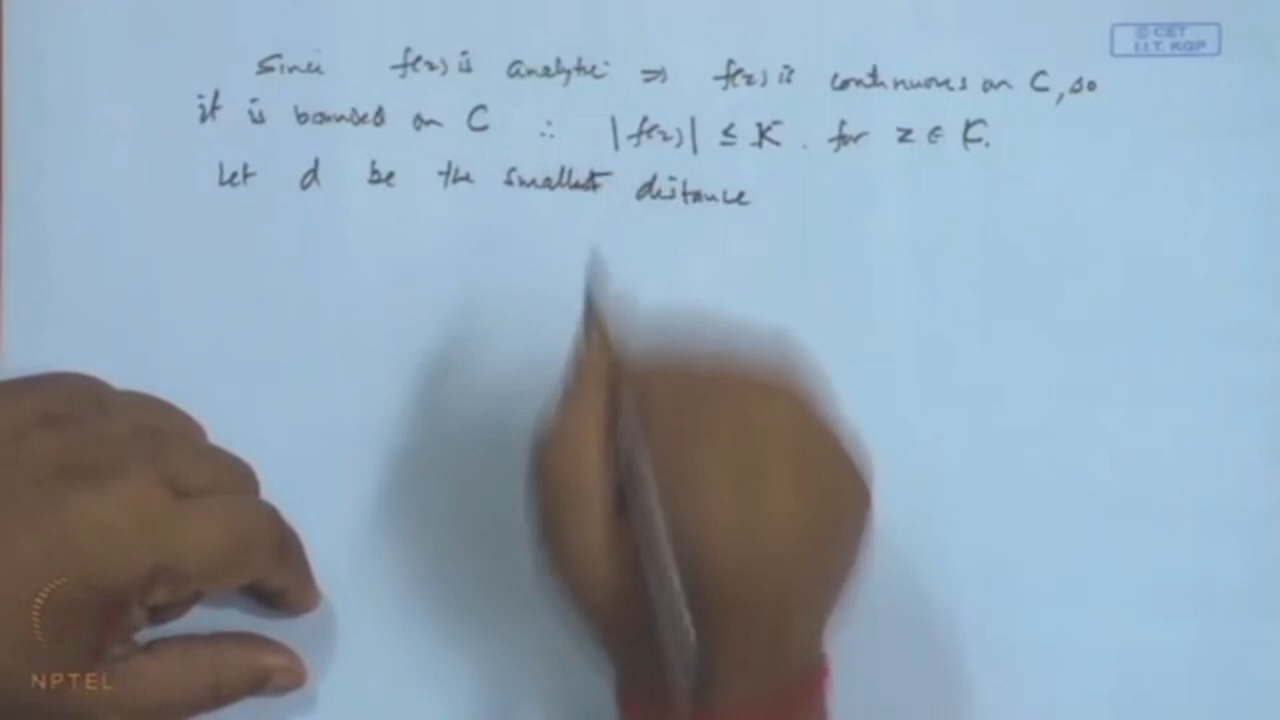 © CET
I.I.T. KGP
Since f(z) is analytic ⇒ f(z) is continuous on C, so
it is bounded on C ∴ |f(z)| ≤ K. for z ∈ C.
Let d be the smallest distance
NPTEL